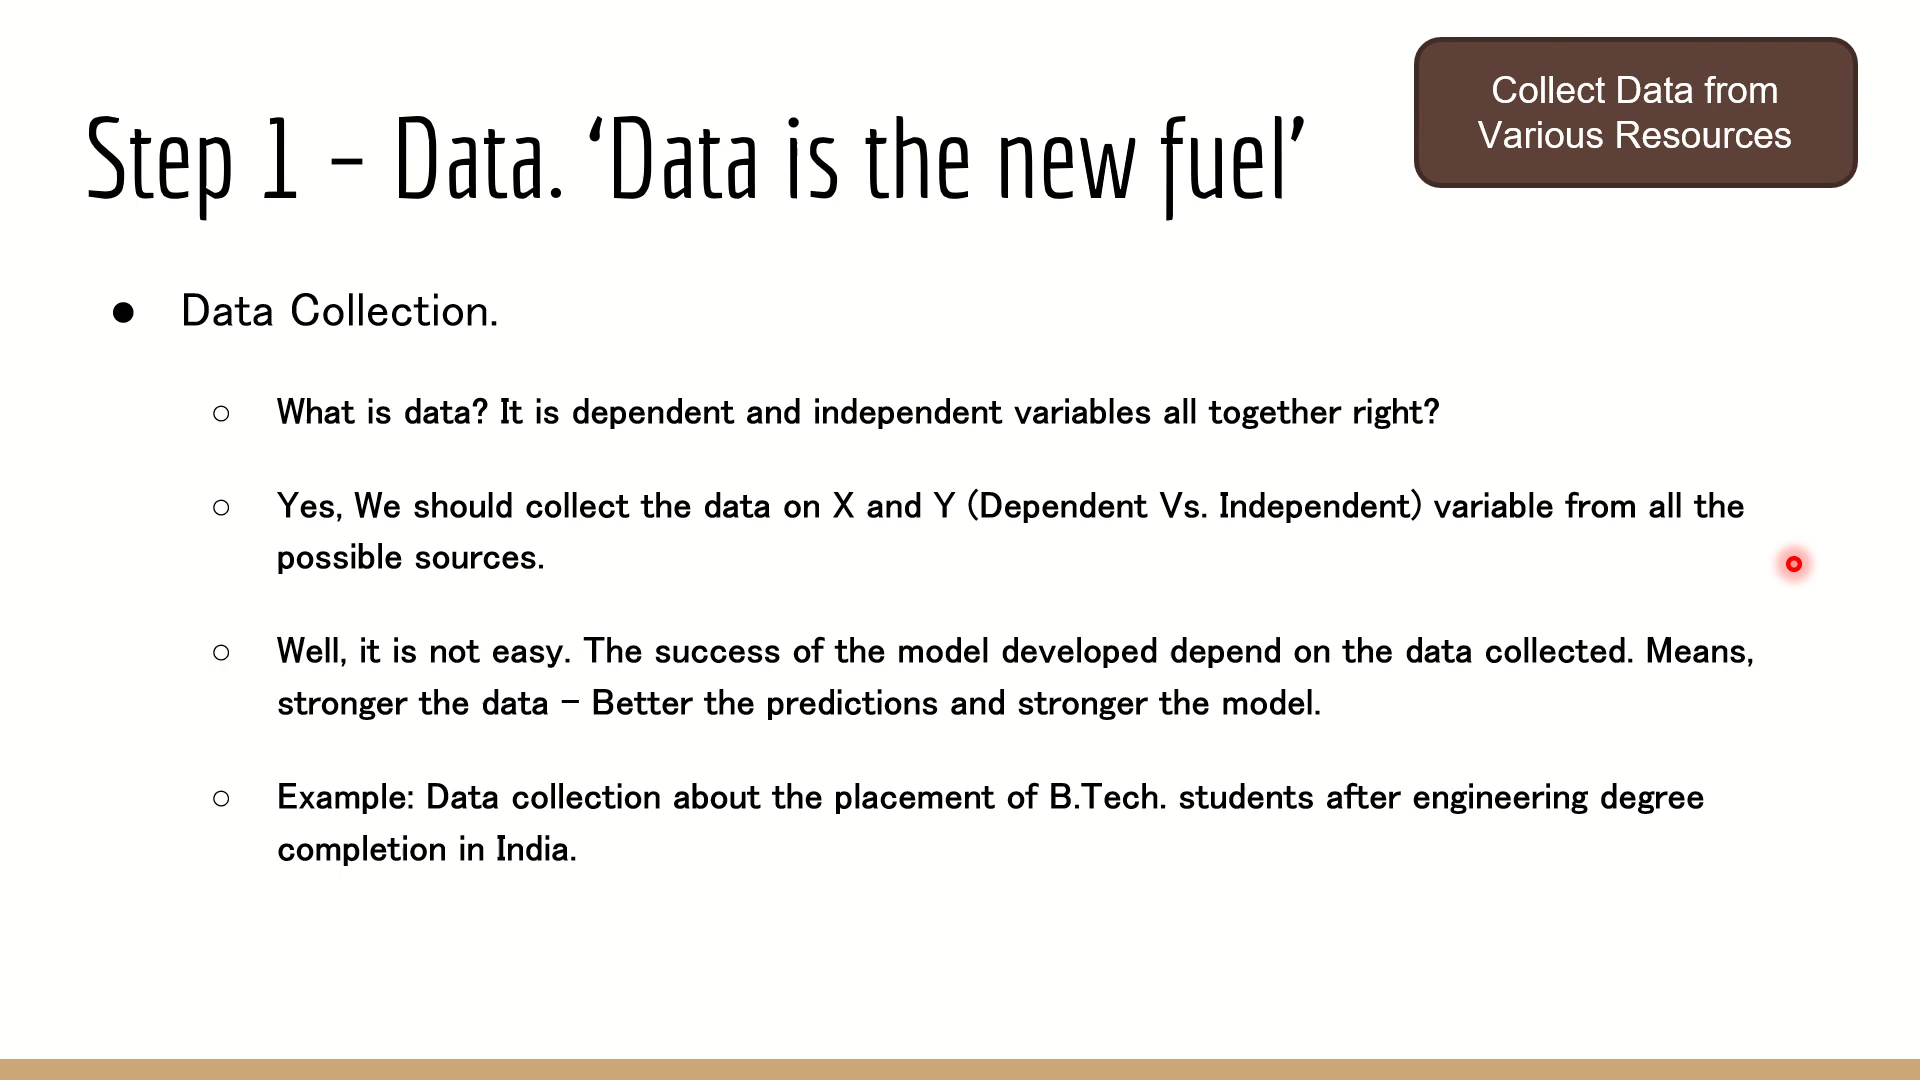 Collect Data from
Various Resources
Step 1 – Data. ‘Data is the new fuel’
● Data Collection.
○ What is data? It is dependent and independent variables all together right?
○ Yes, We should collect the data on X and Y (Dependent Vs. Independent) variable from all the
possible sources.
○ Well, it is not easy. The success of the model developed depend on the data collected. Means,
stronger the data – Better the predictions and stronger the model.
○ Example: Data collection about the placement of B.Tech. students after engineering degree
completion in India.